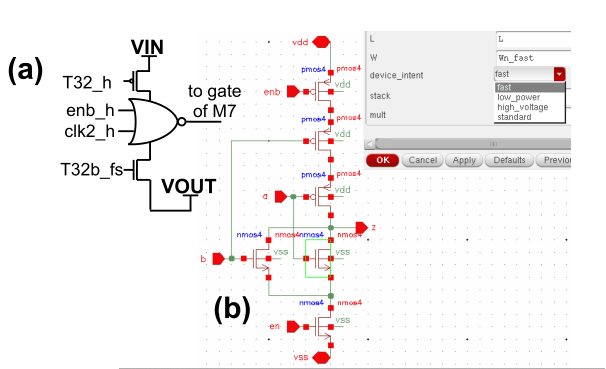 (a)
VIN
T32_h
enb_h
clk2_h
to gate
of M7
T32b_fs
VOUT
(b)
vdd
pmos4 pmos4
enb
vdd
pmos4 pmos4
vdd
pmos4 pmos4
a
vdd
z
nmos4 nmos4 nmos4 nmos4
b
vss
vss
nmos4 nmos4
en
vss
vss
L L
W Wn_fast
device_intent fast
fast
low_power
high_voltage
standard
stack
mult
OK Cancel Apply Defaults Previou